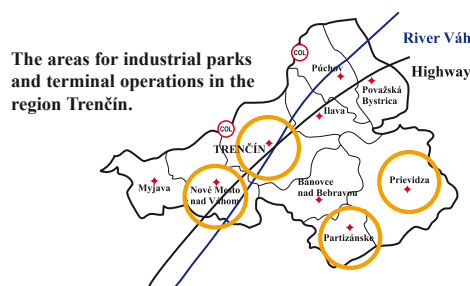 The areas for industrial parks
and terminal operations in the
region Trenčín.
COL
River Váh
Púchov
Highway
Považská
Bystrica
Ilava
COL
TRENČÍN
Myjava
Nové Mesto
nad Váhom
Bánovce
nad Bebravou
Prievidza
Partizánske